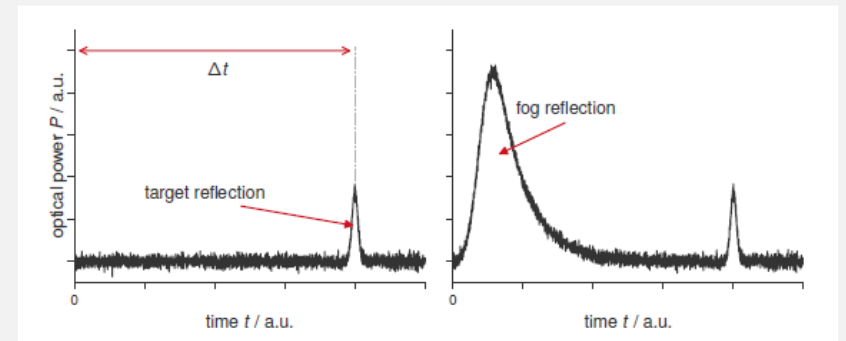 Δt
optical power P / a.u.
target reflection
0
time t / a.u.
fog reflection
0
time t / a.u.